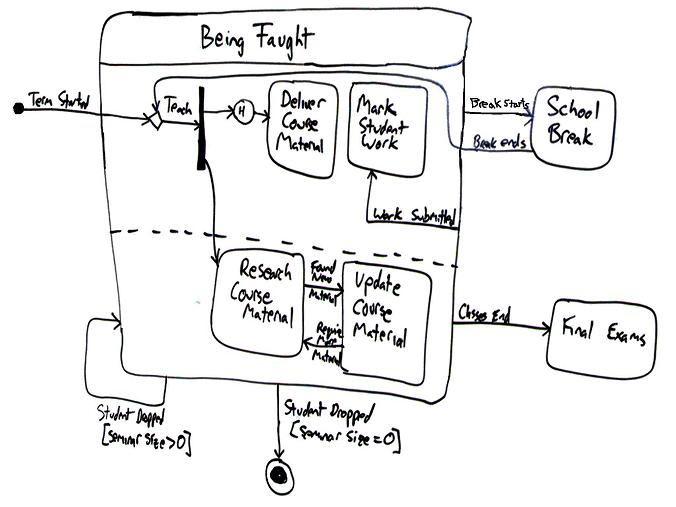 Being Taught
Term Started
Teach
H
Deliver
Course
Material
Mark
Student
Work
Break starts
School
Break
Break ends
Work Submitted
Research
Course
Material
Found
New
Material
Update
Course
Material
Require
More
Material
Classes End
Final Exams
Student Dropped
[seminar size>0]
Student Dropped
[seminar size=0]